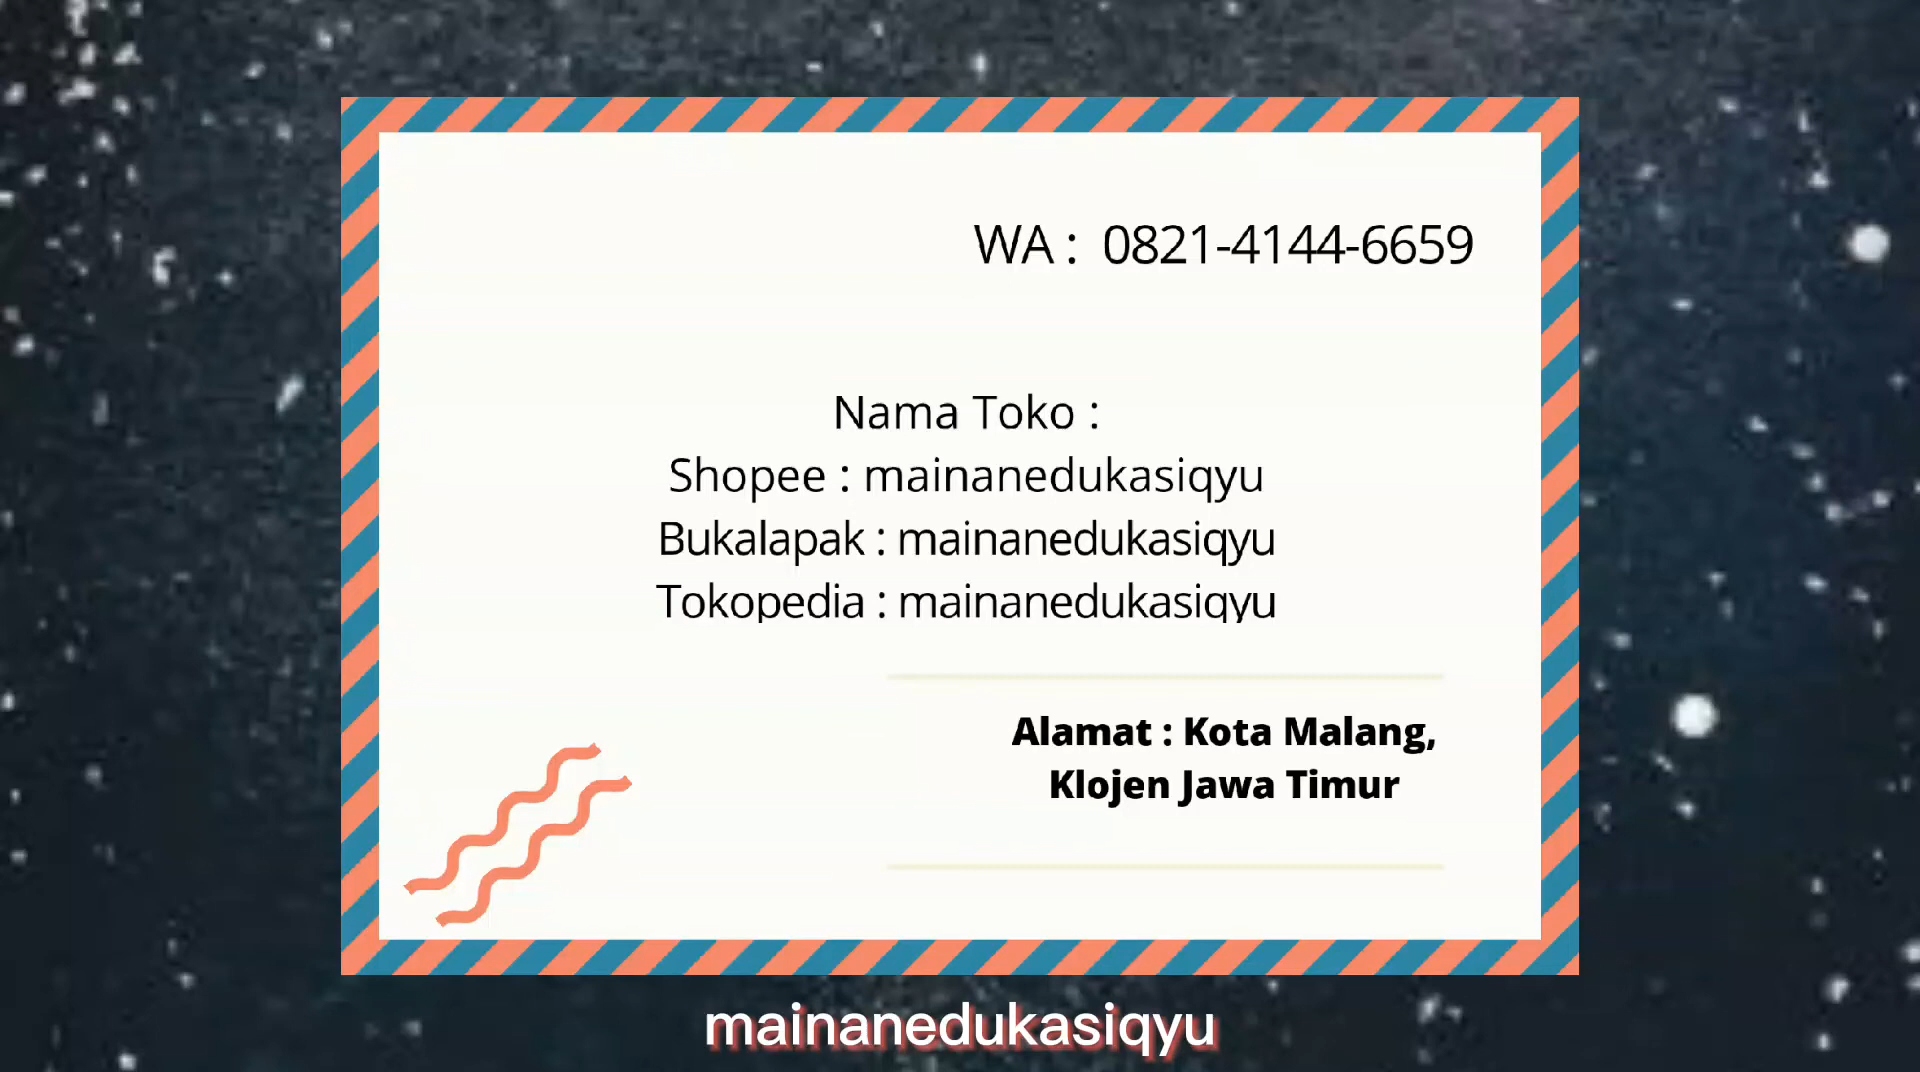 WA : 0821-4144-6659
Nama Toko :
Shopee : mainanedukasiqyu
Bukalapak : mainanedukasiqyu
Tokopedia : mainanedukasiqyu
Alamat : Kota Malang,
Klojen Jawa Timur
mainanedukasiqyu